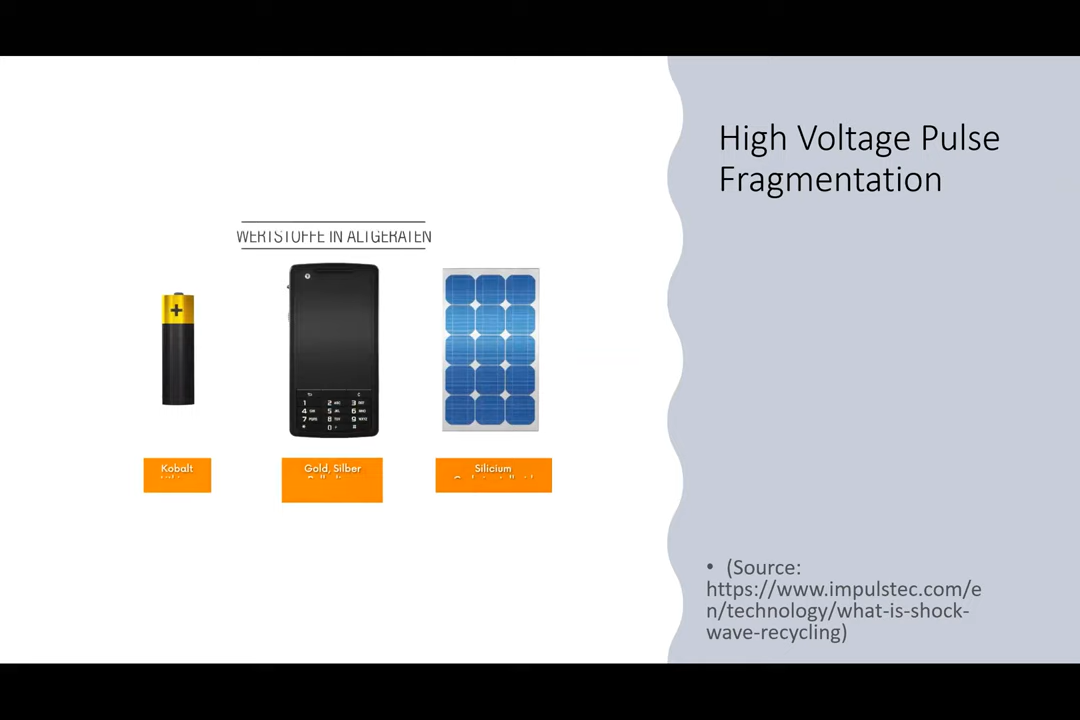 High Voltage Pulse
Fragmentation
WERTSTOFFE IN ALTGERÄTEN
Kobalt
Gold, Silber
Silicium
• (Source:
https://www.impulstec.com/e
n/technology/what-is-shock-
wave-recycling)